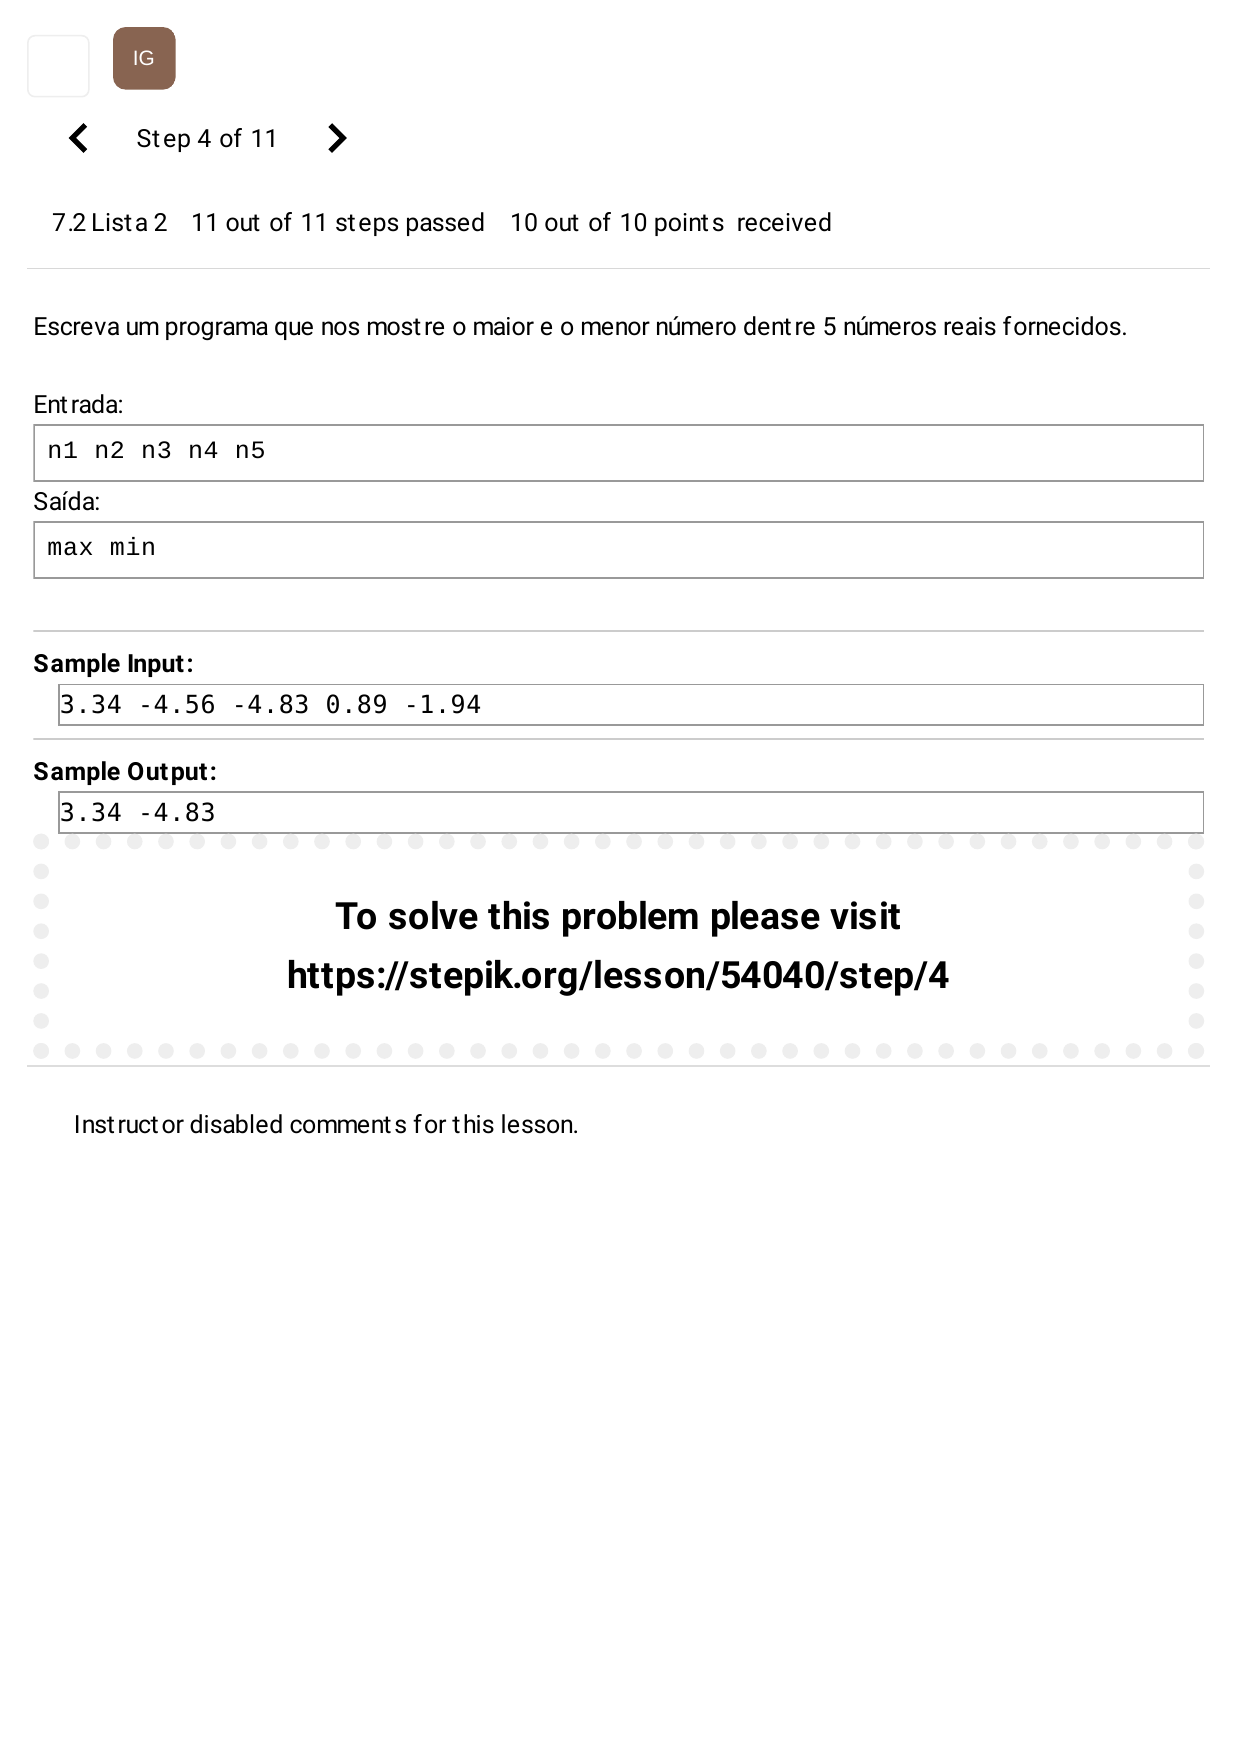 IG
Step 4 of 11
7.2 Lista 2 11 out of 11 steps passed 10 out of 10 points received
Escreva um programa que nos mostre o maior e o menor número dentre 5 números reais fornecidos.
Entrada:
n1 n2 n3 n4 n5
Saída:
max min
Sample Input:
3.34 -4.56 -4.83 0.89 -1.94
Sample Output:
3.34 -4.83
To solve this problem please visit
https://stepik.org/lesson/54040/step/4
Instructor disabled comments for this lesson.